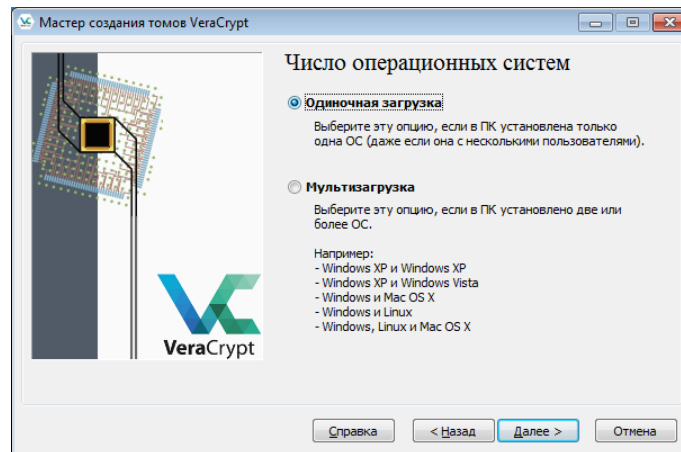 Мастер создания томов VeraCrypt
Число операционных систем
Одиночная загрузка
Выберите эту опцию, если в ПК установлена только
одна ОС (даже если она с несколькими пользователями).
Мультизагрузка
Выберите эту опцию, если в ПК установлено две или
более ОС.
Например:
- Windows XP и Windows XP
- Windows XP и Windows Vista
- Windows и Mac OS X
- Windows и Linux
- Windows, Linux и Mac OS X
VeraCrypt
Справка
< Назад
Далее >
Отмена